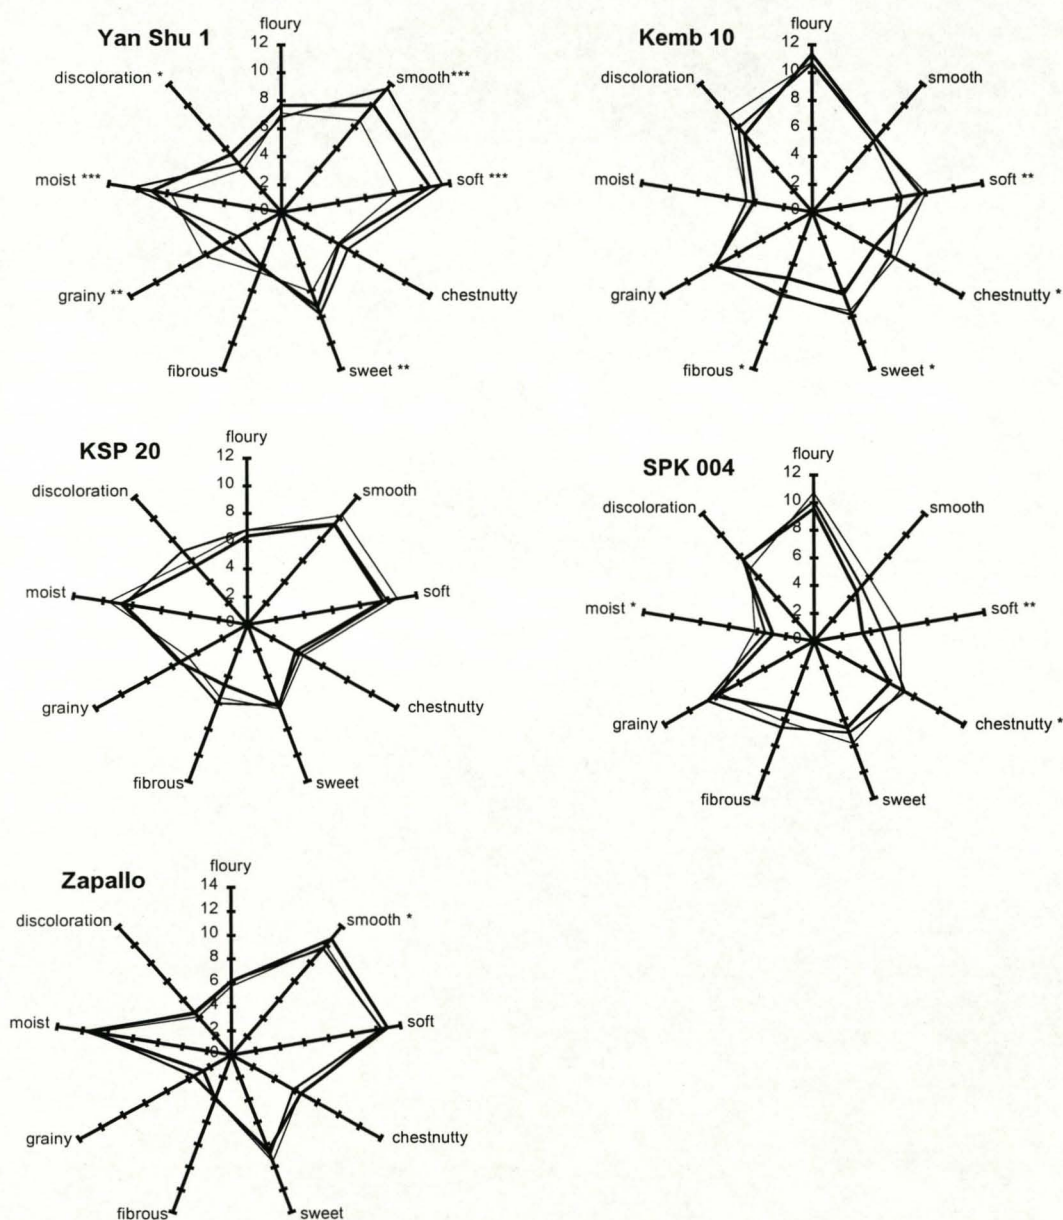 Yan Shu 1
floury
12
10
8
6
4
2
0
smooth***
soft ***
chestnutty
sweet **
fibrous
grainy **
moist ***
discoloration *
Kemb 10
floury
12
10
8
6
4
2
0
smooth
soft **
chestnutty *
sweet *
fibrous *
grainy
moist
discoloration
KSP 20
floury
12
10
8
6
4
2
0
smooth
soft
chestnutty
sweet
fibrous
grainy
moist
discoloration
SPK 004
floury
12
10
8
6
4
2
0
smooth
soft **
chestnutty *
sweet
fibrous
grainy
moist *
discoloration
Zapallo
floury
14
12
10
8
6
4
2
0
smooth *
soft
chestnutty
sweet
fibrous
grainy
moist
discoloration